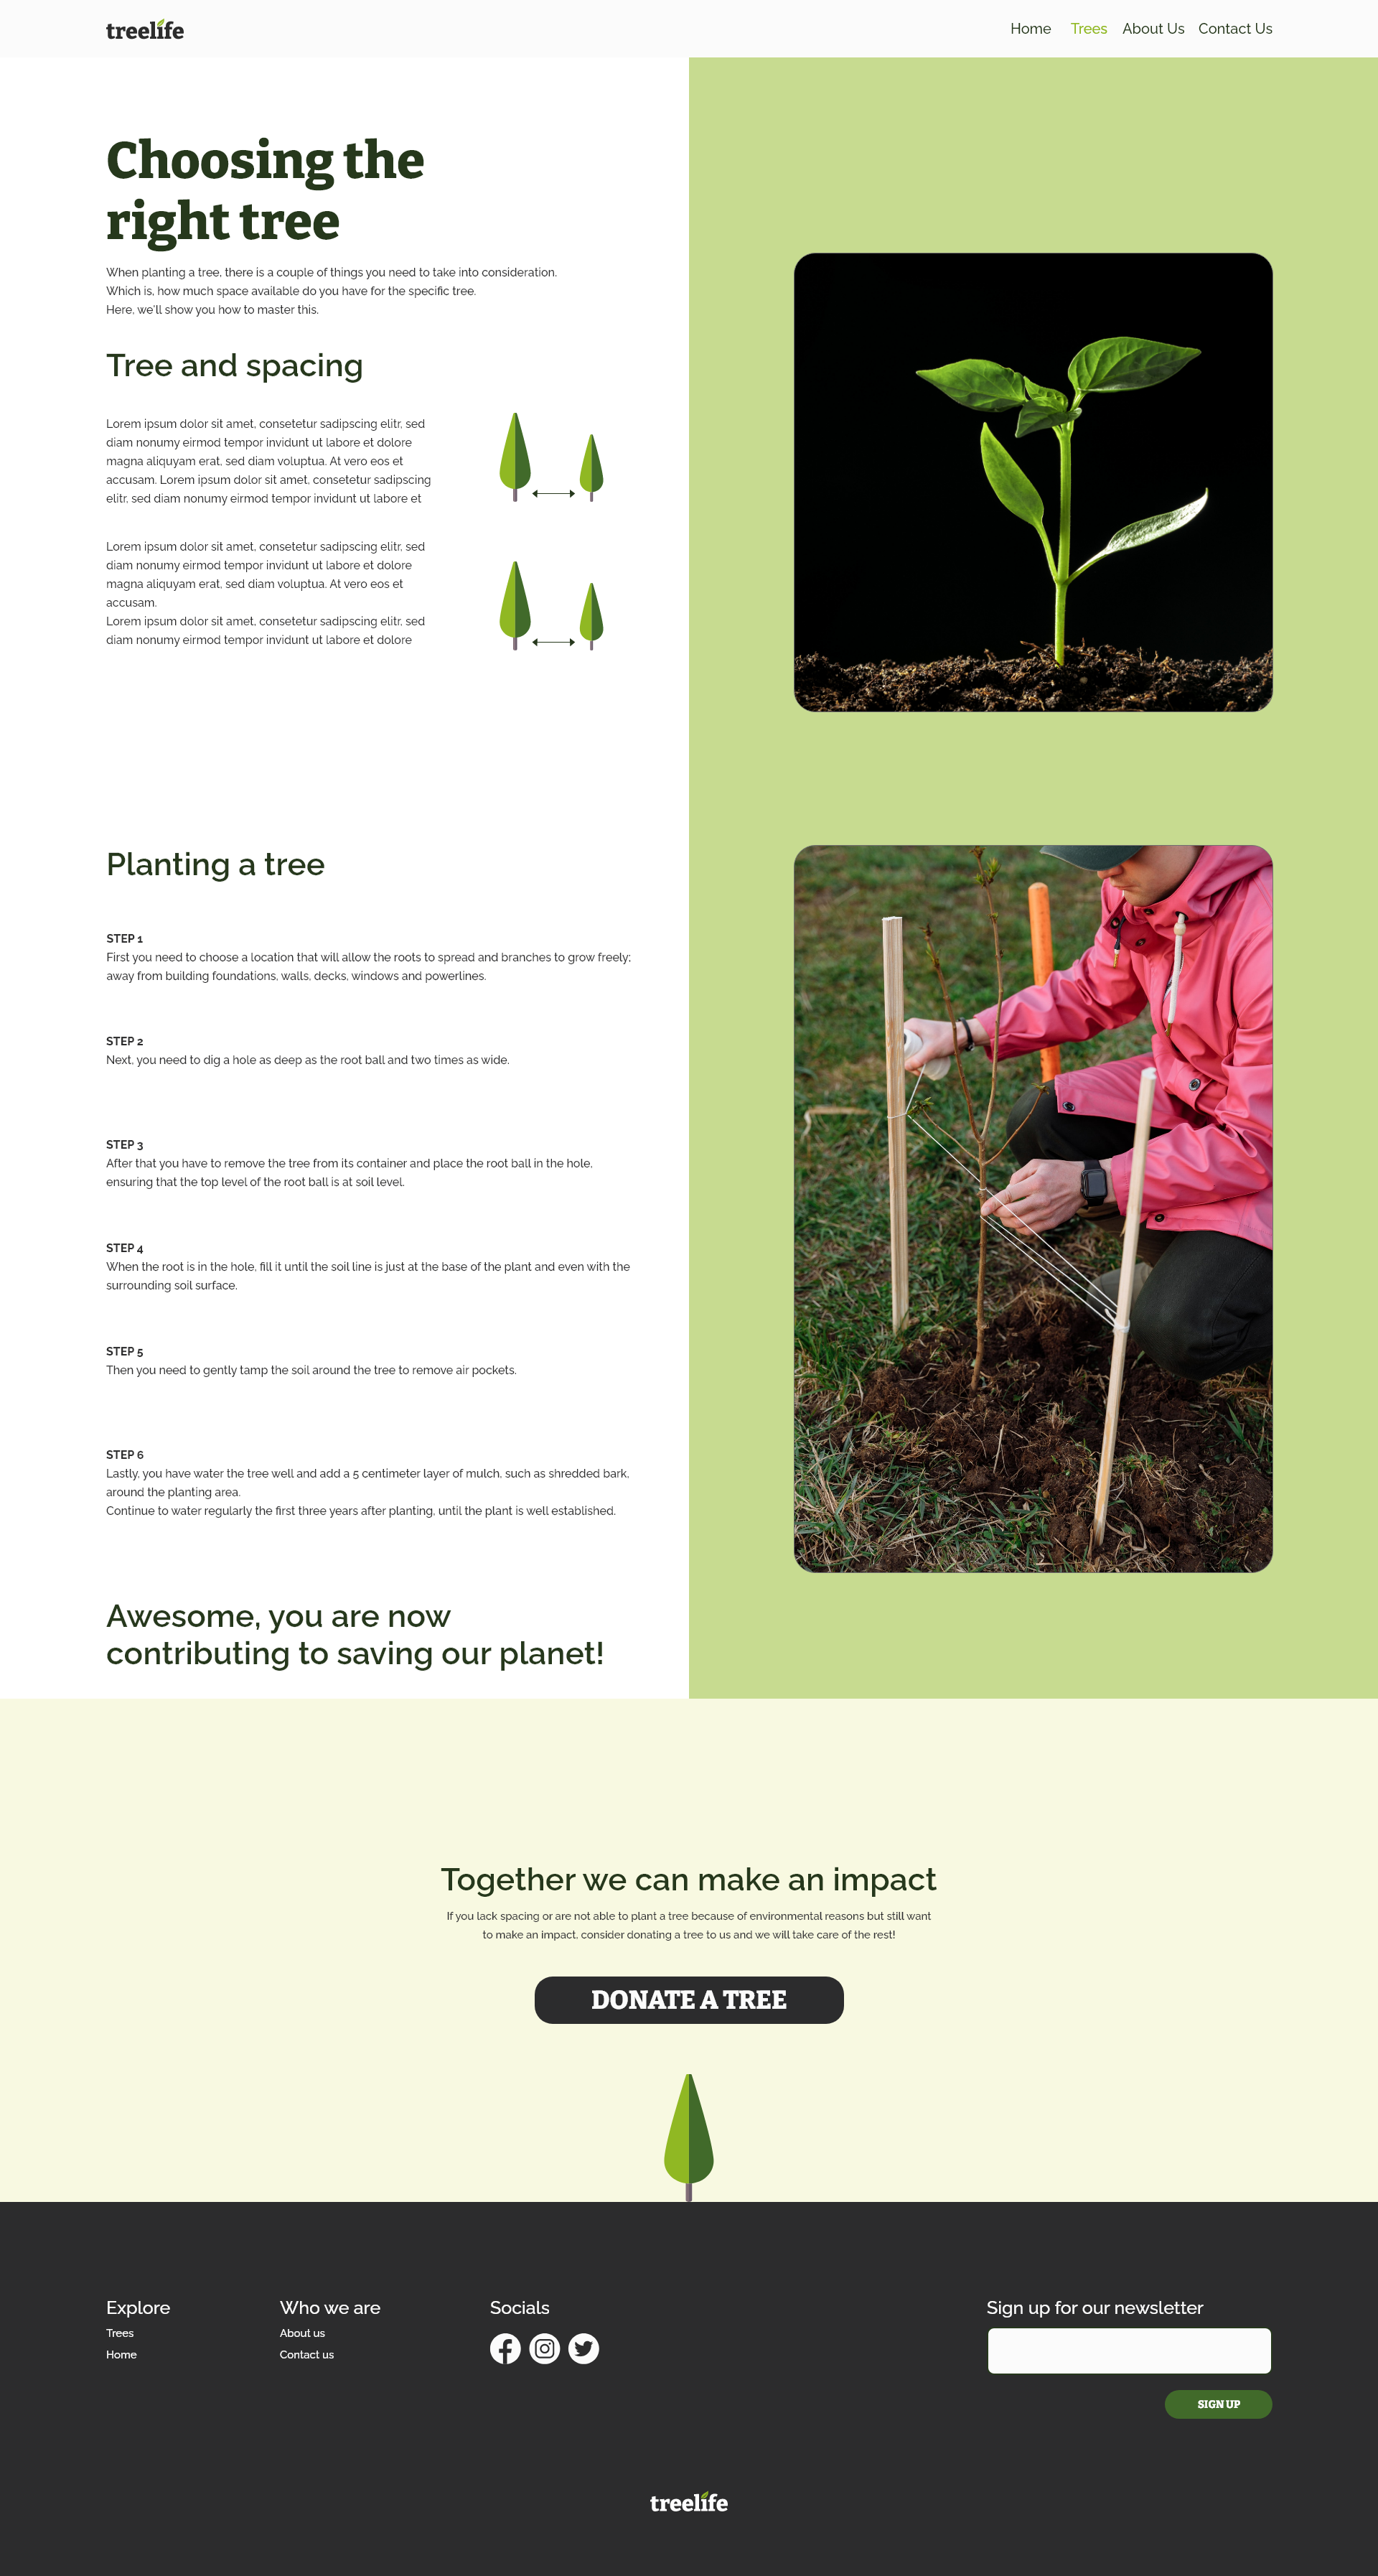 treelife
Home Trees About Us Contact Us
Choosing the
right tree
When planting a tree, there is a couple of things you need to take into consideration.
Which is, how much space available do you have for the specific tree.
Here, we'll show you how to master this.
Tree and spacing
Lorem ipsum dolor sit amet, consetetur sadipscing elitr, sed
diam nonumy eirmod tempor invidunt ut labore et dolore
magna aliquyam erat, sed diam voluptua. At vero eos et
accusam. Lorem ipsum dolor sit amet, consetetur sadipscing
elitr, sed diam nonumy eirmod tempor invidunt ut labore et
Lorem ipsum dolor sit amet, consetetur sadipscing elitr, sed
diam nonumy eirmod tempor invidunt ut labore et dolore
magna aliquyam erat, sed diam voluptua. At vero eos et
accusam.
Lorem ipsum dolor sit amet, consetetur sadipscing elitr, sed
diam nonumy eirmod tempor invidunt ut labore et dolore
Planting a tree
STEP 1
First you need to choose a location that will allow the roots to spread and branches to grow freely;
away from building foundations, walls, decks, windows and powerlines.
STEP 2
Next, you need to dig a hole as deep as the root ball and two times as wide.
STEP 3
After that you have to remove the tree from its container and place the root ball in the hole,
ensuring that the top level of the root ball is at soil level.
STEP 4
When the root is in the hole, fill it until the soil line is just at the base of the plant and even with the
surrounding soil surface.
STEP 5
Then you need to gently tamp the soil around the tree to remove air pockets.
STEP 6
Lastly, you have water the tree well and add a 5 centimeter layer of mulch, such as shredded bark,
around the planting area.
Continue to water regularly the first three years after planting, until the plant is well established.
Awesome, you are now
contributing to saving our planet!
Together we can make an impact
If you lack spacing or are not able to plant a tree because of environmental reasons but still want
to make an impact, consider donating a tree to us and we will take care of the rest!
DONATE A TREE
Explore
Trees
Home
Who we are
About us
Contact us
Socials
Sign up for our newsletter
SIGN UP
treelife